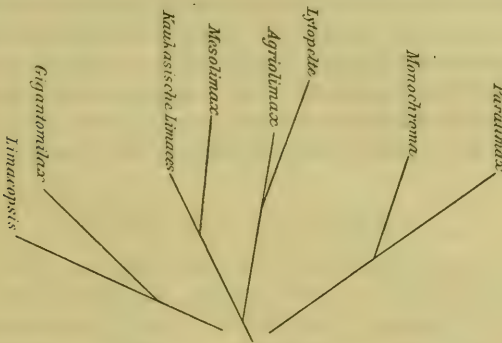 Paralimax
Monochroma
Lytopelte
Agriolimax
Mesolimax
Kaukasische Limaces
Gigantomilax
Limacopsis